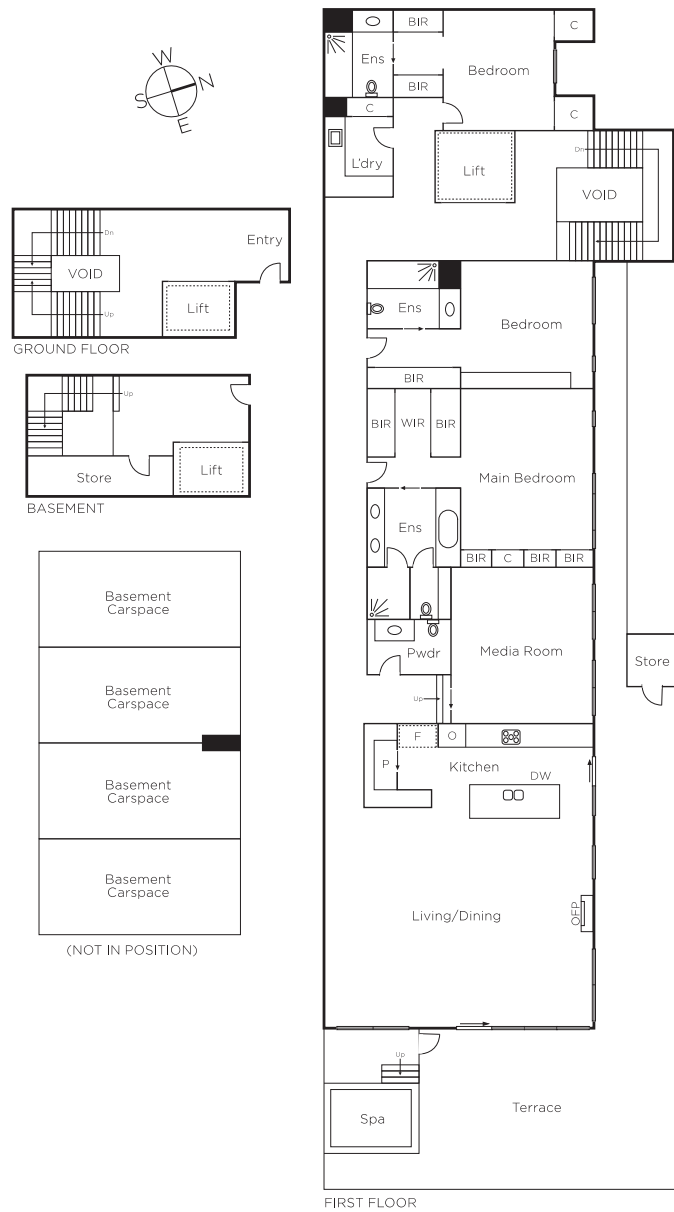 W
N
S
E
Dn
VOID
Up
Entry
Lift
GROUND FLOOR
Up
Store
Lift
BASEMENT
Basement
Carspace
Basement
Carspace
Basement
Carspace
Basement
Carspace
(NOT IN POSITION)
BIR
C
Ens
Bedroom
BIR
C
C
L'dry
Lift
Dn
VOID
Up
Ens
Bedroom
BIR
BIR
WIR
BIR
Main Bedroom
Ens
BIR
C
BIR
BIR
Pwdr
Media Room
Store
Up
F
O
P
Kitchen
DW
Living/Dining
OFP
Up
Spa
Terrace
FIRST FLOOR